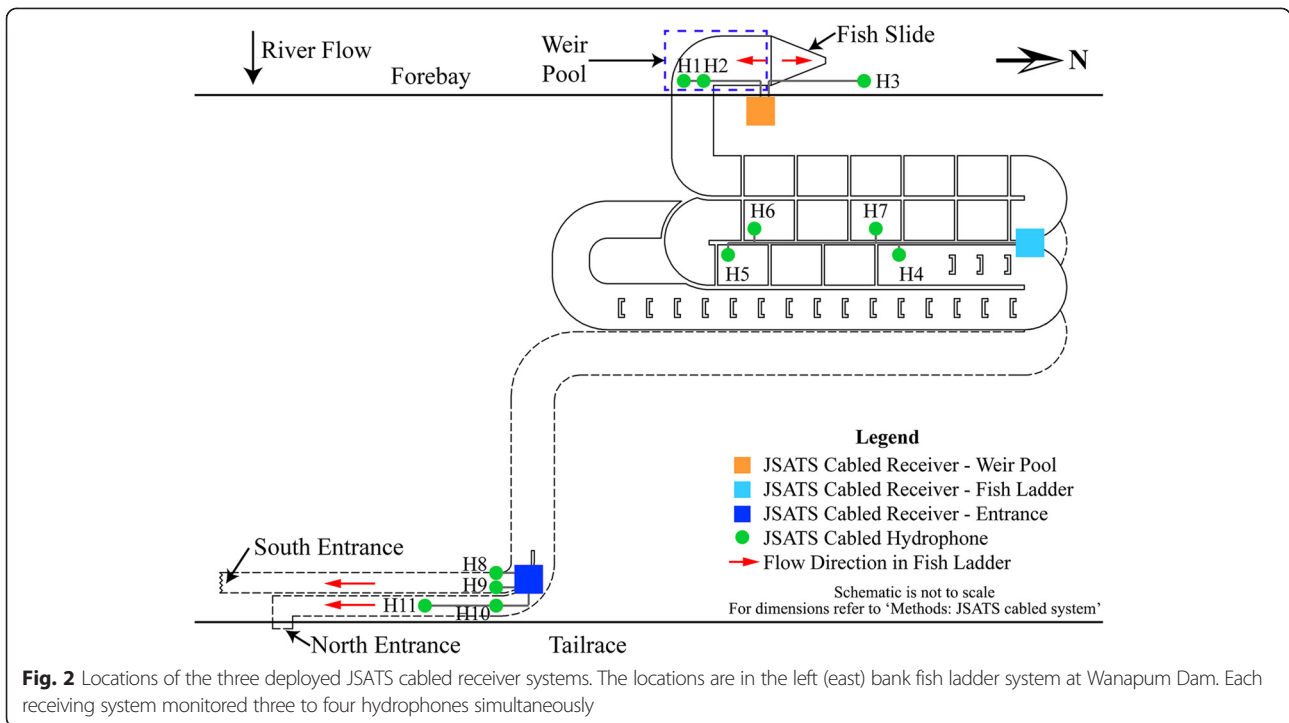 River Flow
Weir
Pool
Fish Slide
Forebay
H1
H2
H3
N
H6
H7
H5
H4
Legend
JSATS Cabled Receiver - Weir Pool
JSATS Cabled Receiver - Fish Ladder
JSATS Cabled Receiver - Entrance
JSATS Cabled Hydrophone
Flow Direction in Fish Ladder
Schematic is not to scale
For dimensions refer to ‘Methods: JSATS cabled system’
South Entrance
H8
H9
H11
H10
North Entrance
Tailrace
Fig. 2 Locations of the three deployed JSATS cabled receiver systems. The locations are in the left (east) bank fish ladder system at Wanapum Dam. Each
receiving system monitored three to four hydrophones simultaneously